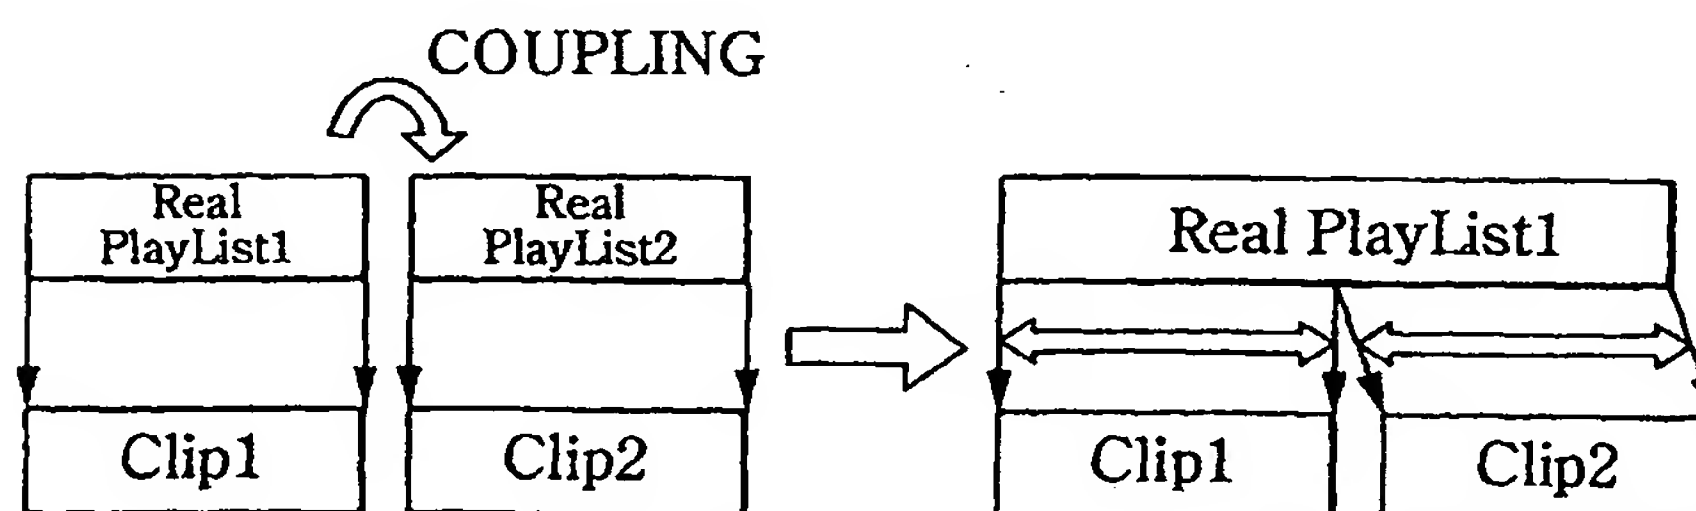 COUPLING
Real
PlayList1
Real
PlayList2
Real PlayList1
Clip1
Clip2
Clip1
Clip2